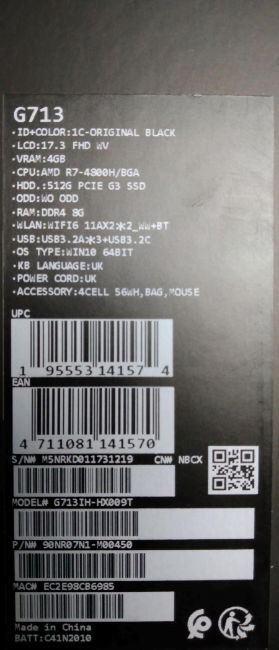 G713
·ID+COLOR:1C-ORIGINAL BLACK
·LCD:17.3 FHD WV
·VRAM:4GB
·CPU:AMD R7-4800H/BGA
·HDD.:512G PCIE G3 SSD
·ODD:WO ODD
·RAM:DDR4 8G
·WLAN:WIFI6 11AX2*2_WW+BT
·USB:USB3.2A*3+USB3.2C
·OS TYPE:WIN10 64BIT
·KB LANGUAGE:UK
·POWER CORD:UK
·ACCESSORY:4CELL 56WH,BAG,MOUSE
UPC
1 95553 14157 4
EAN
4 711081 141570
S/N# M5NRKD011731219 CN# NBCX
MODEL# G713IH-HX009T
P/N# 90NR07N1-M00450
MAC# EC2E98CB6985
Made in China
BATT:C41N2010